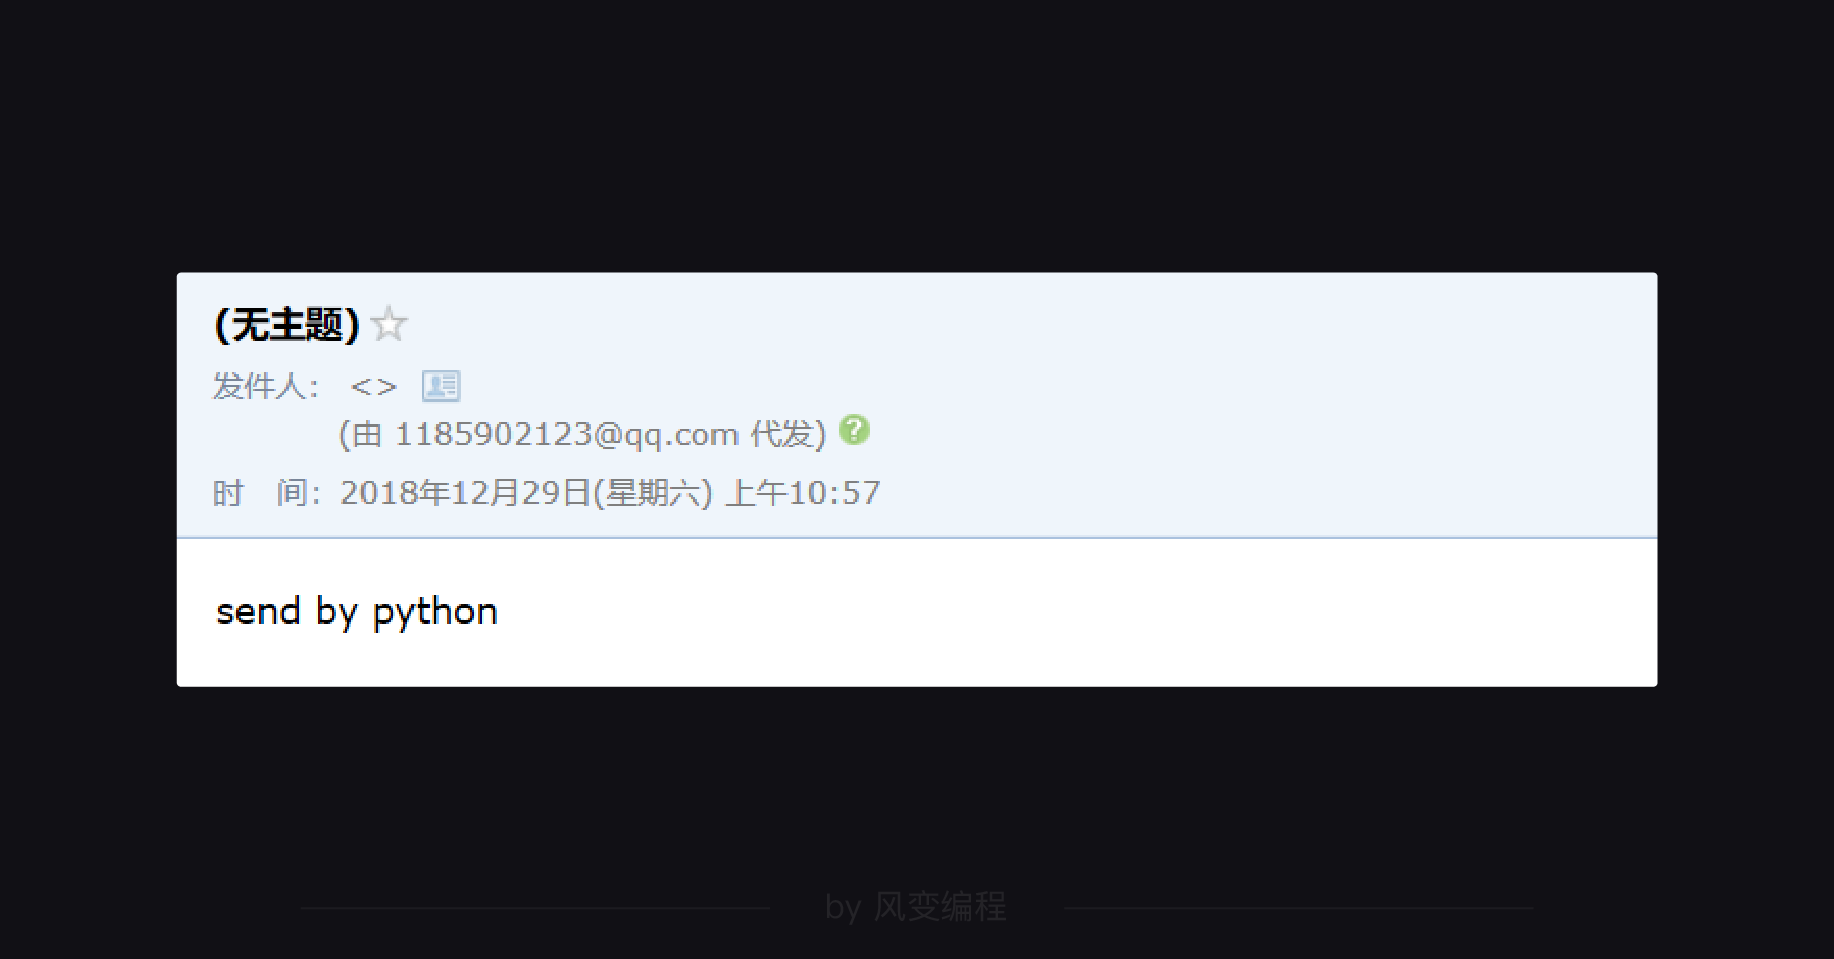 (无主题)
发件人: <>
(由 1185902123@qq.com 代发)
时 间: 2018年12月29日(星期六) 上午10:57
send by python
by 风变编程